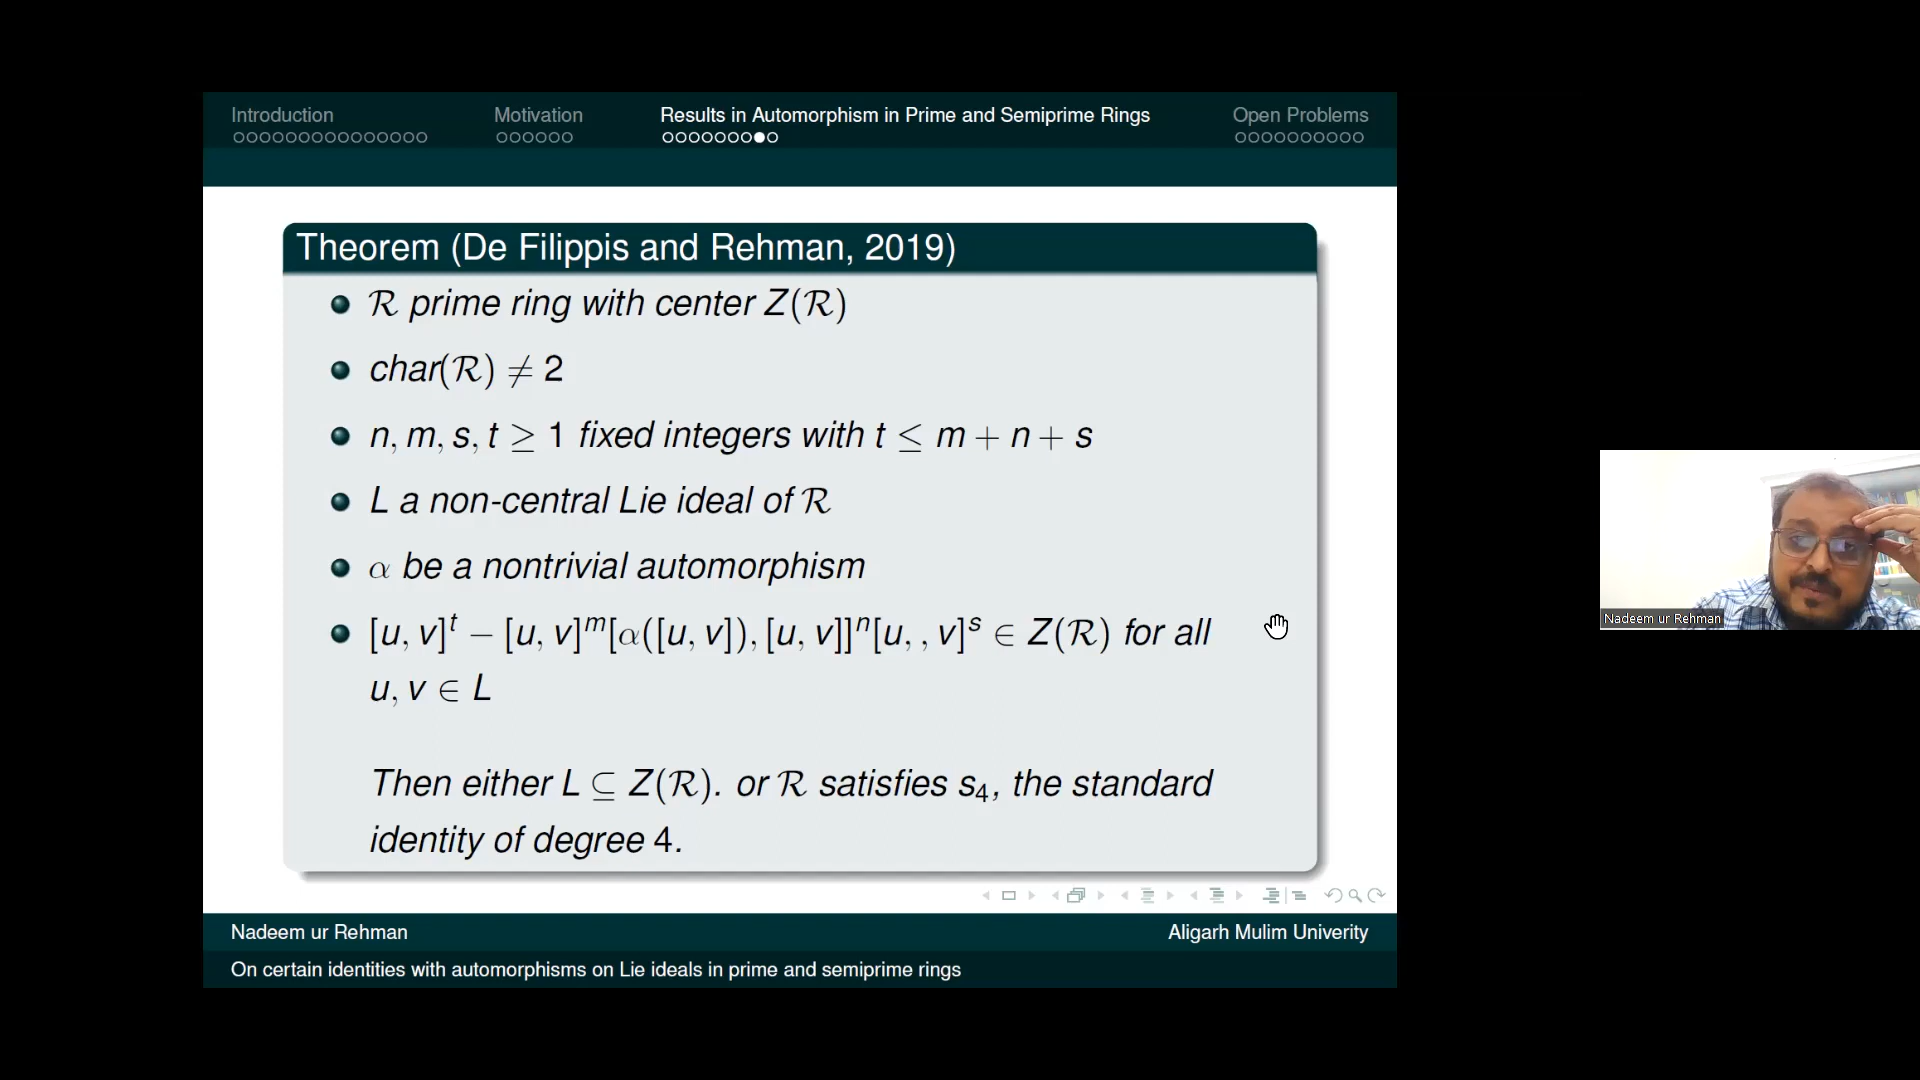 Introduction
Motivation
Results in Automorphism in Prime and Semiprime Rings
Open Problems
Theorem (De Filippis and Rehman, 2019)
ℛ prime ring with center Z(ℛ)
char(ℛ) ≠ 2
n, m, s, t ≥ 1 fixed integers with t ≤ m + n + s
L a non-central Lie ideal of ℛ
α be a nontrivial automorphism
[u, v]^t − [u, v]^m[α([u, v]), [u, v]]^n[u, , v]^s ∈ Z(ℛ) for all
u, v ∈ L
Then either L ⊆ Z(ℛ). or ℛ satisfies s₄, the standard
identity of degree 4.
Nadeem ur Rehman
Aligarh Mulim Univerity
On certain identities with automorphisms on Lie ideals in prime and semiprime rings
Nadeem ur Rehman